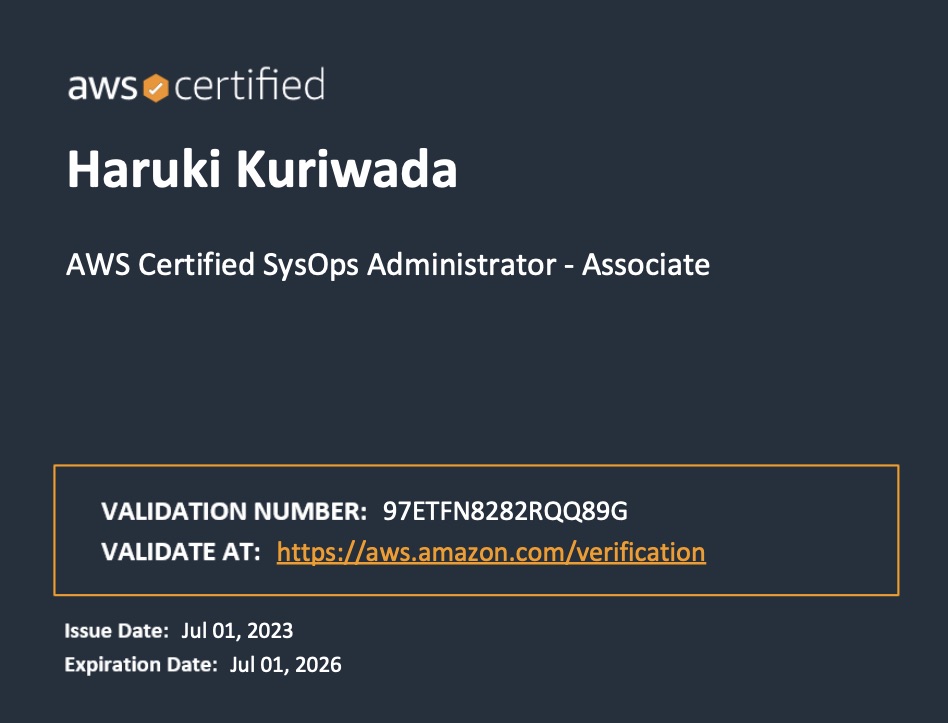 aws certified
Haruki Kuriwada
AWS Certified SysOps Administrator - Associate
VALIDATION NUMBER: 97ETFN8282RQQ89G
VALIDATE AT: https://aws.amazon.com/verification
Issue Date: Jul 01, 2023
Expiration Date: Jul 01, 2026